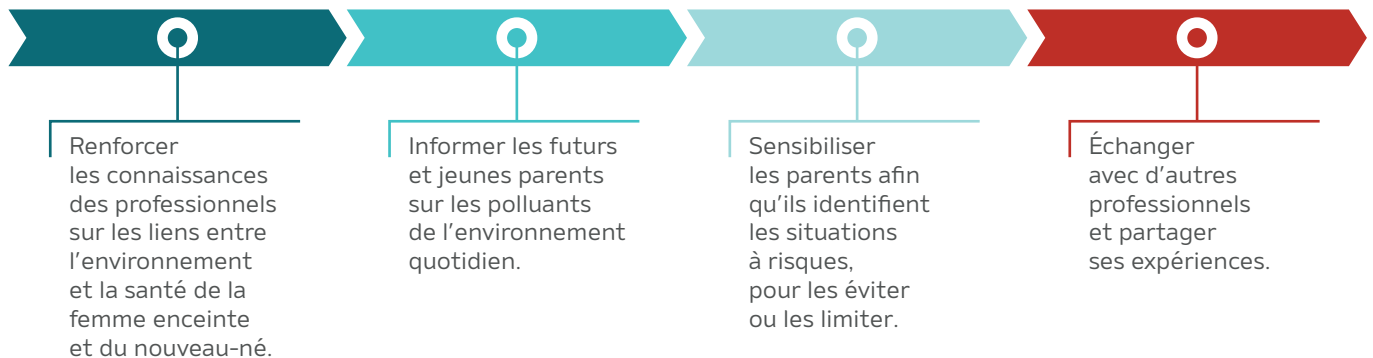 Renforcer
les connaissances
des professionnels
sur les liens entre
l'environnement
et la santé de la
femme enceinte
et du nouveau-né.
Informer les futurs
et jeunes parents
sur les polluants
de l'environnement
quotidien.
Sensibiliser
les parents afin
qu'ils identifient
les situations
à risques,
pour les éviter
ou les limiter.
Échanger
avec d'autres
professionnels
et partager
ses expériences.